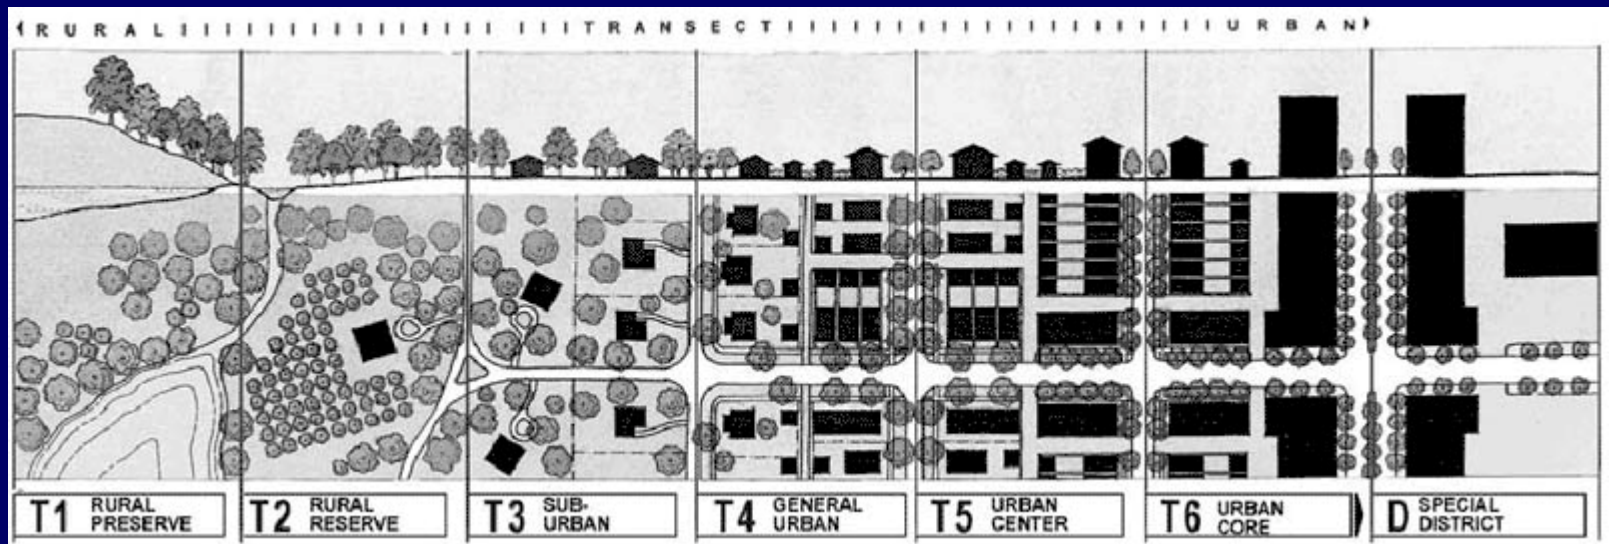 RURAL TRANSECT URBAN
T1 RURAL
PRESERVE
T2 RURAL
RESERVE
T3 SUB-
URBAN
T4 GENERAL
URBAN
T5 URBAN
CENTER
T6 URBAN
CORE
D SPECIAL
DISTRICT